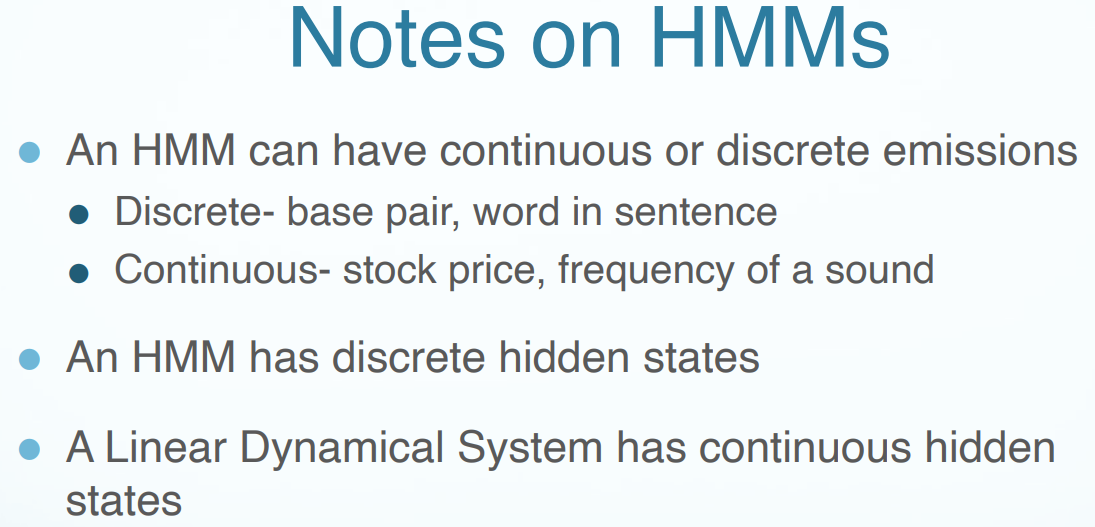 Notes on HMMs
An HMM can have continuous or discrete emissions
Discrete- base pair, word in sentence
Continuous- stock price, frequency of a sound
An HMM has discrete hidden states
A Linear Dynamical System has continuous hidden
states